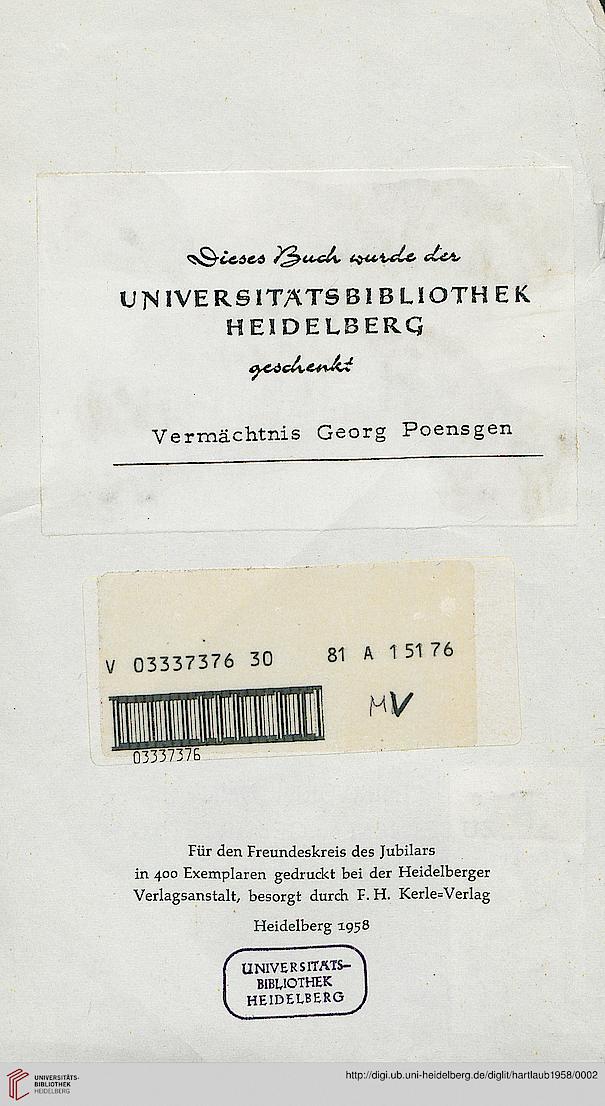 Dieses Buch wurde der
UNIVERSITÄTSBIBLIOTHEK
HEIDELBERG
geschenkt
Vermächtnis Georg Poensgen
V 03337376 30 81 A 15176
MV
03337376
Für den Freundeskreis des Jubilars
in 400 Exemplaren gedruckt bei der Heidelberger
Verlagsanstalt, besorgt durch F. H. Kerle=Verlag
Heidelberg 1958
UNIVERSITÄTS-
BIBLIOTHEK
HEIDELBERG
UNIVERSITÄTS-
BIBLIOTHEK
HEIDELBERG
http://digi.ub.uni-heidelberg.de/diglit/hartlaub1958/0002